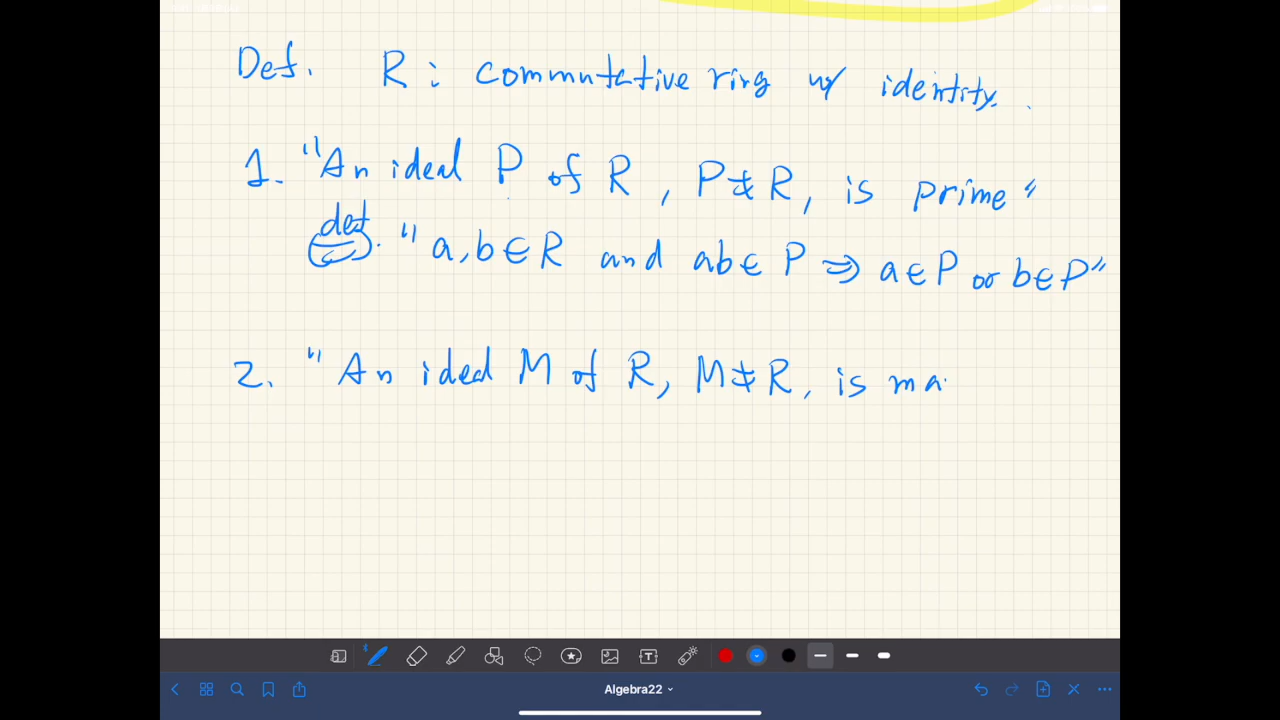 Def. R : commutative ring w/ identity.
1. "An ideal P of R, P ≠ R, is prime"
def. ⟺ "a, b ∈ R and ab ∈ P ⇒ a ∈ P or b ∈ P"
2. "An ideal M of R, M ≠ R, is ma
Algebra22